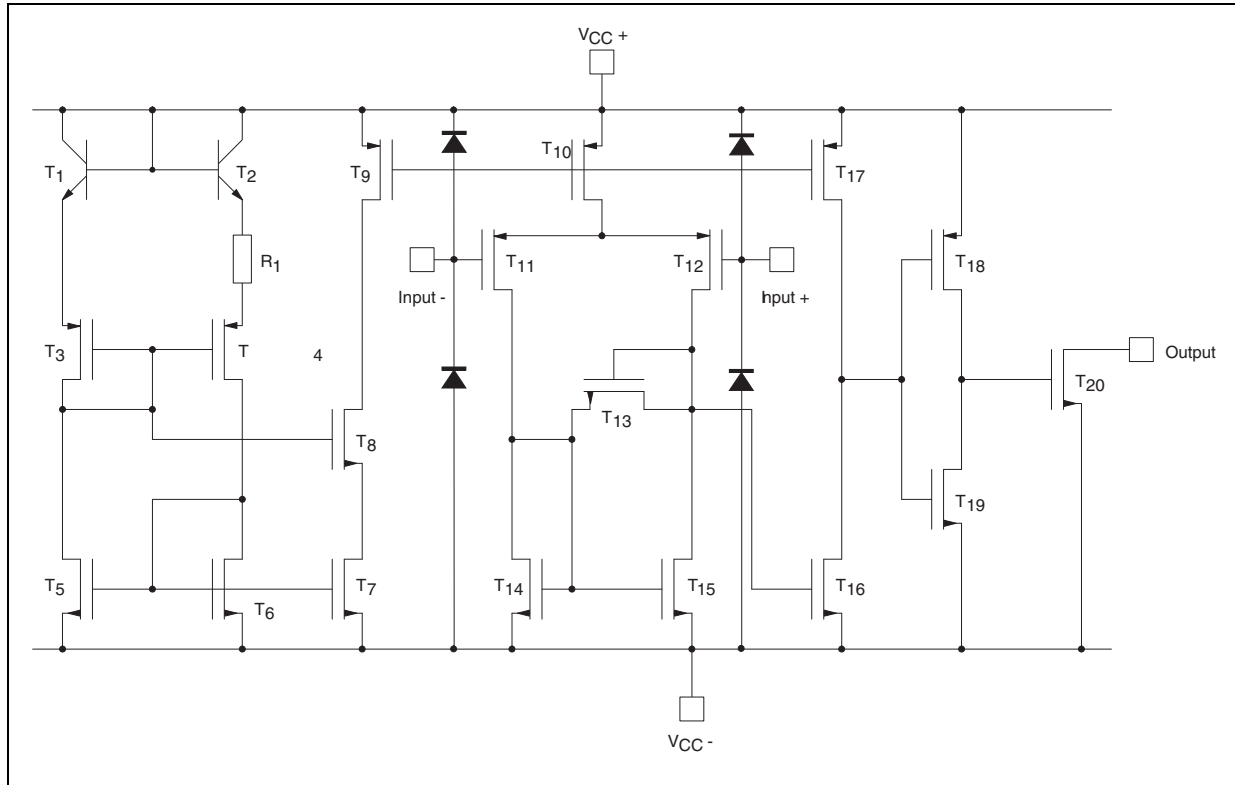 VCC +
T1
T2
T9
T10
T17
R1
T11
T12
T18
Input -
Input +
T3
T
4
Output
T20
T13
T8
T19
T5
T6
T7
T14
T15
T16
VCC -